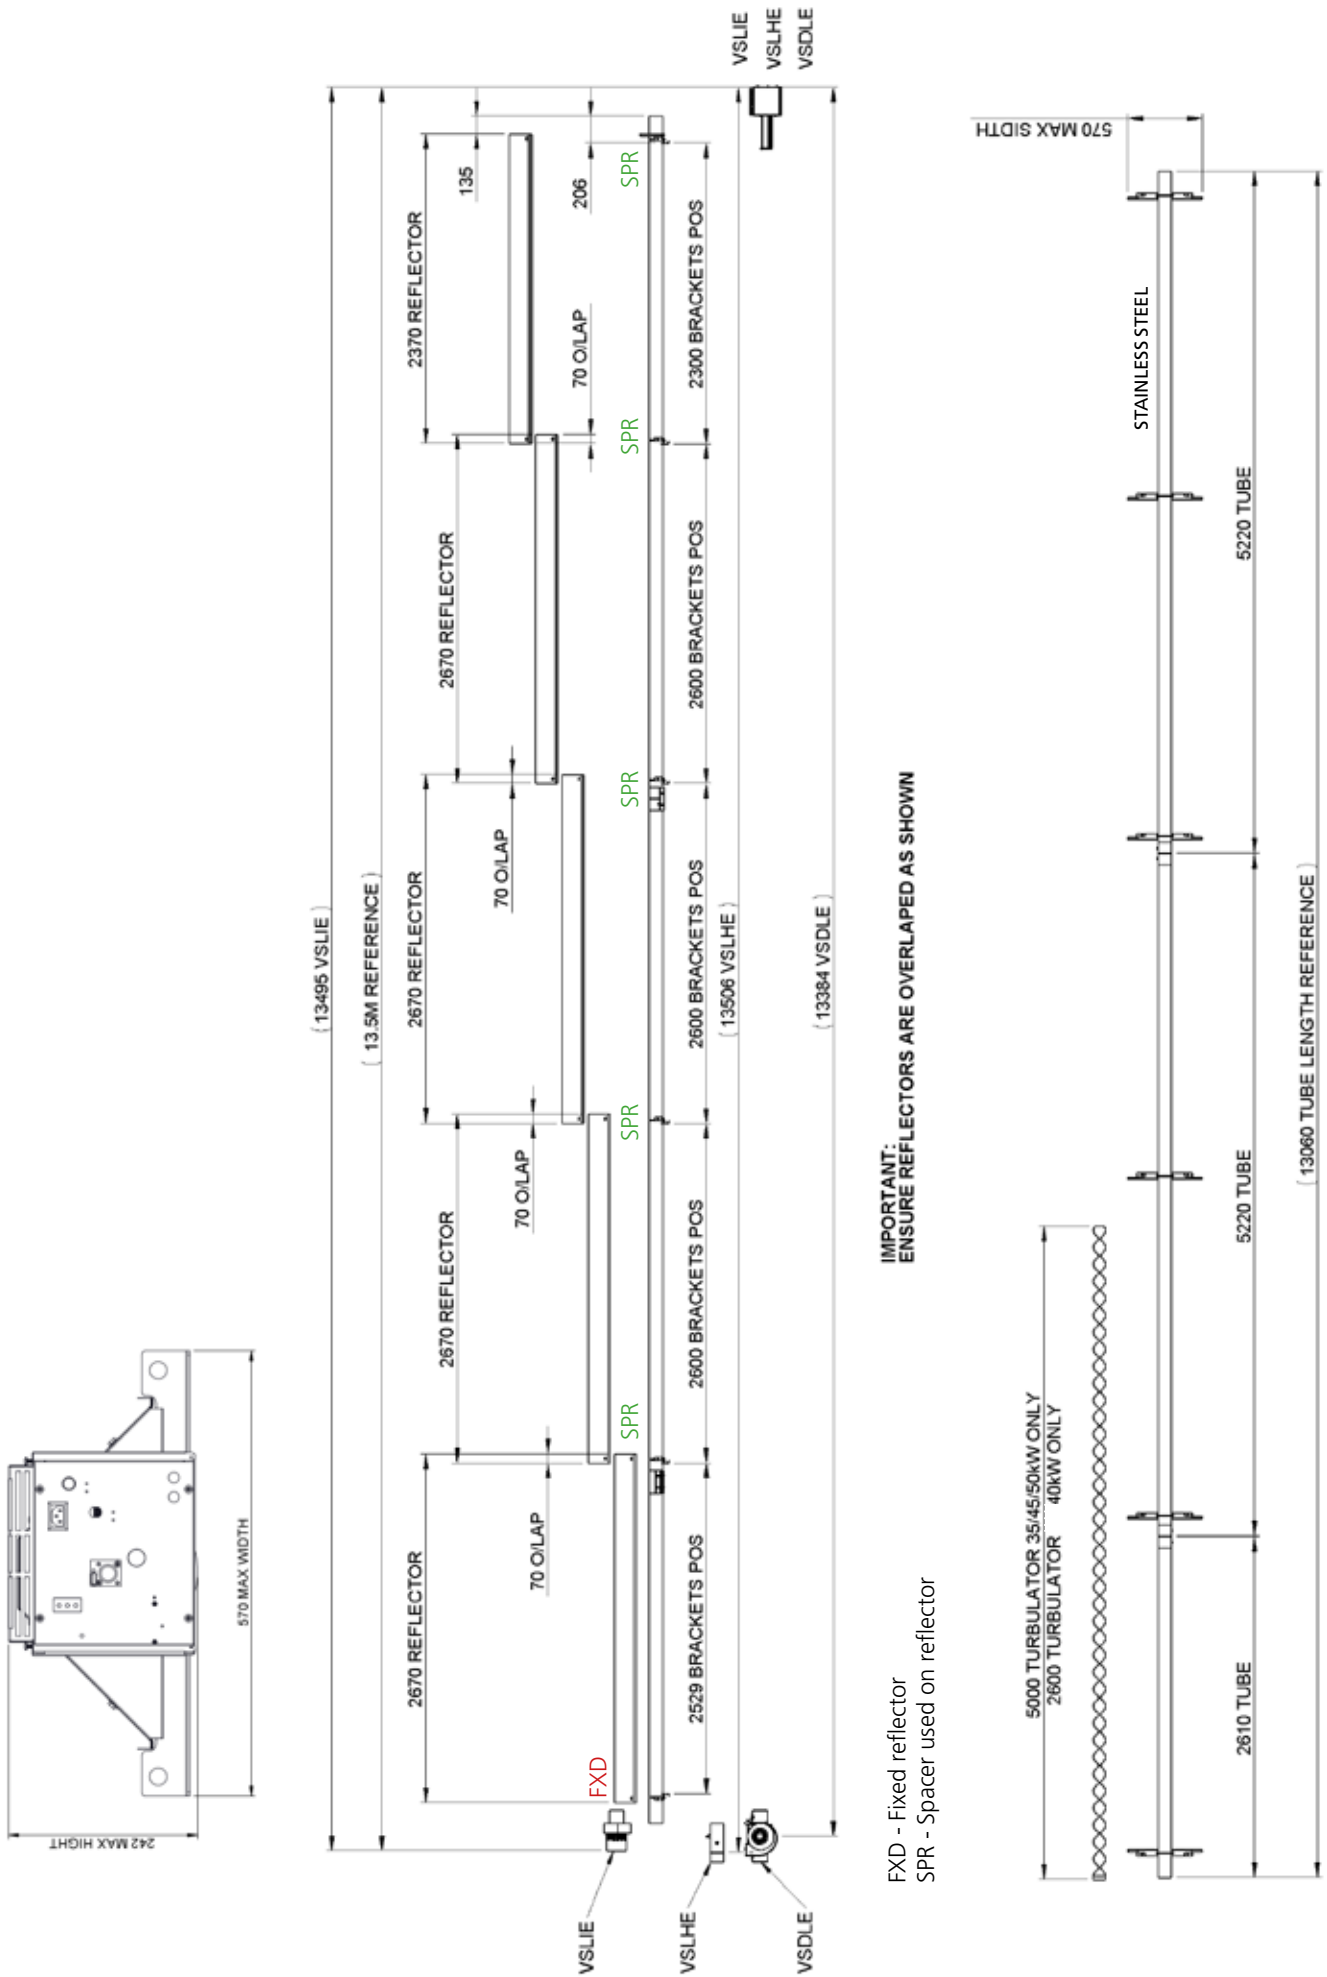 242 MAX HIGHT
570 MAX WIDTH
( 13495 VSLIE )
( 13.5M REFERENCE )
2670 REFLECTOR
2670 REFLECTOR
2670 REFLECTOR
2670 REFLECTOR
2370 REFLECTOR
135
70 O/LAP
70 O/LAP
70 O/LAP
70 O/LAP
206
FXD
SPR
SPR
SPR
SPR
SPR
2529 BRACKETS POS
2600 BRACKETS POS
2600 BRACKETS POS
2600 BRACKETS POS
2300 BRACKETS POS
( 13506 VSLHE )
( 13384 VSDLE )
VSLIE
VSLHE
VSDLE
VSLIE
VSLHE
VSDLE
IMPORTANT:
ENSURE REFLECTORS ARE OVERLAPED AS SHOWN
FXD - Fixed reflector
SPR - Spacer used on reflector
5000 TURBULATOR 35/45/50kW ONLY
2600 TURBULATOR 40kW ONLY
570 MAX SIDTH
STAINLESS STEEL
2610 TUBE
5220 TUBE
5220 TUBE
( 13060 TUBE LENGTH REFERENCE )